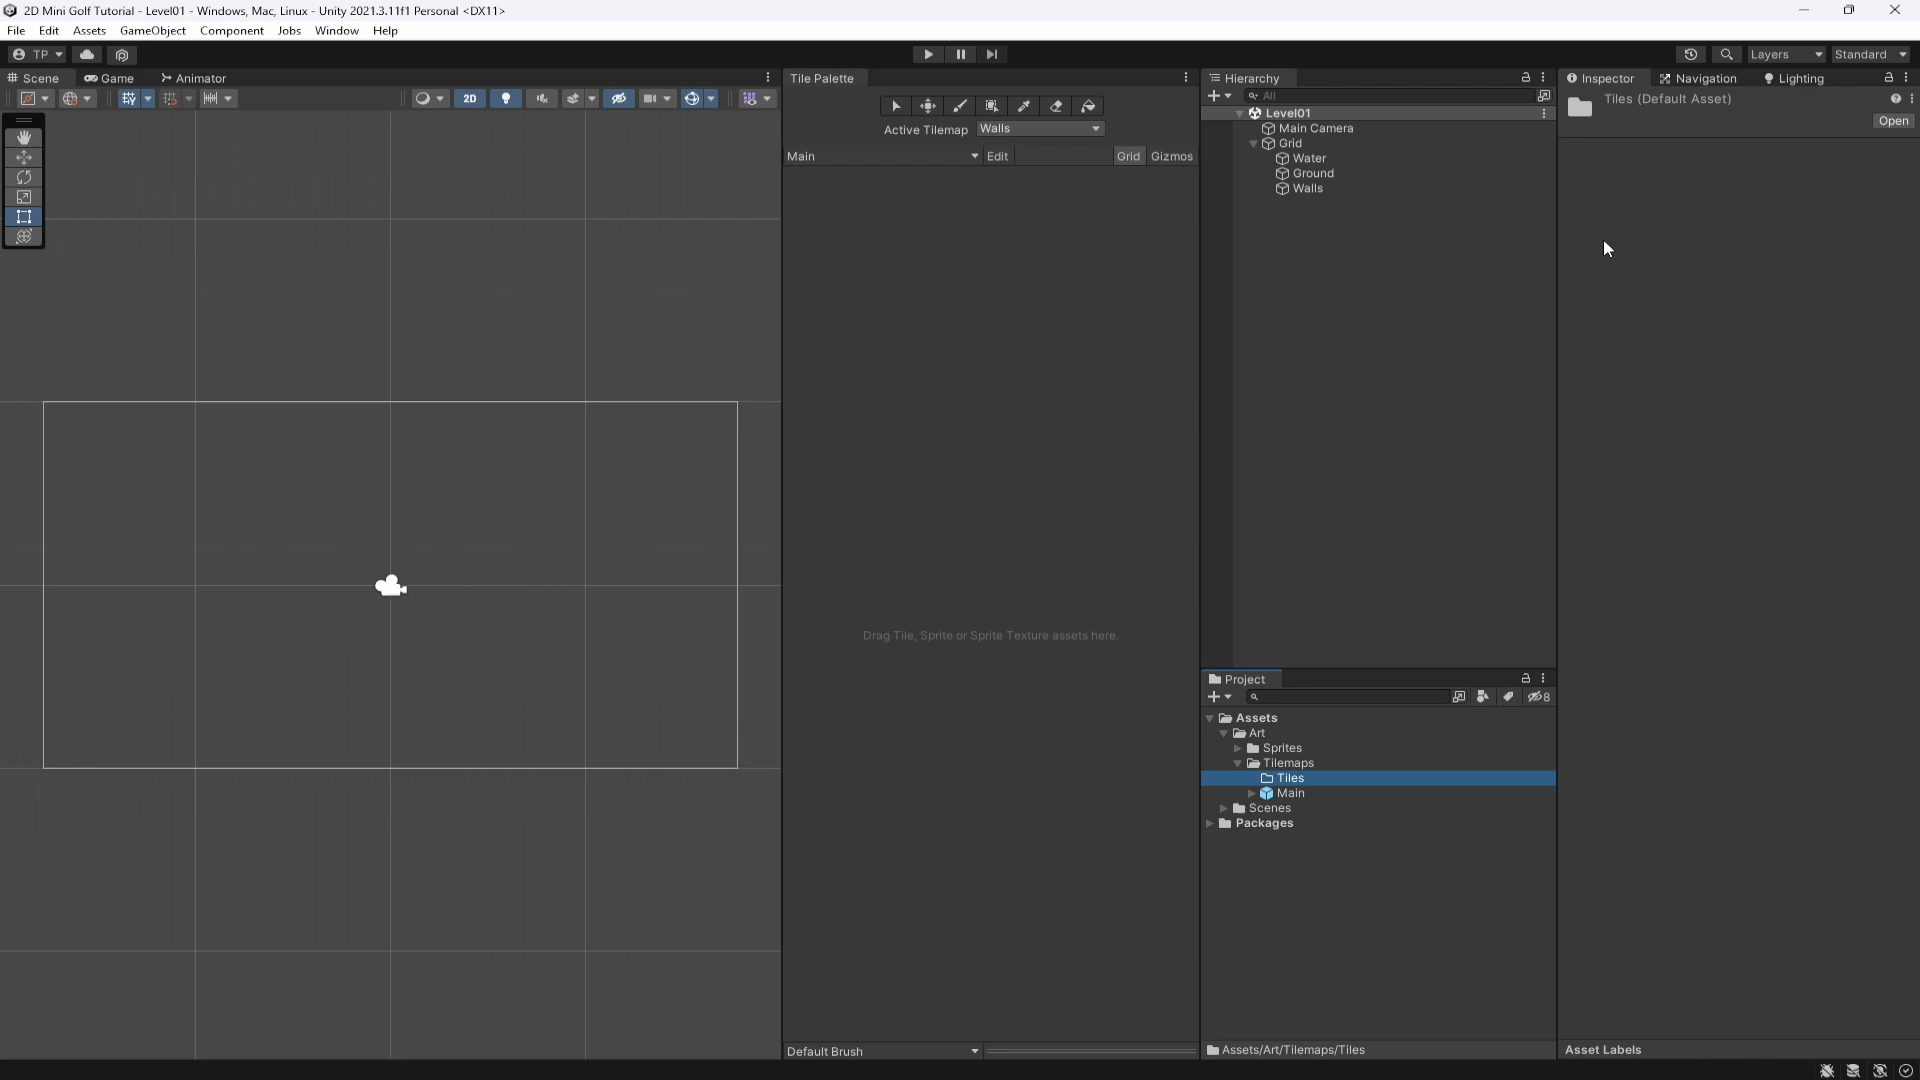 2D Mini Golf Tutorial - Level01 - Windows, Mac, Linux - Unity 2021.3.11f1 Personal <DX11>
File Edit Assets GameObject Component Jobs Window Help
TP Layers Standard
Scene Game Animator
2D
Tile Palette
Active Tilemap Walls
Main Edit Grid Gizmos
Drag Tile, Sprite or Sprite Texture assets here.
Default Brush
Hierarchy
All
Level01
Main Camera
Grid
Water
Ground
Walls
Project
8
Assets
Art
Sprites
Tilemaps
Tiles
Main
Scenes
Packages
Assets/Art/Tilemaps/Tiles
Inspector Navigation Lighting
Tiles (Default Asset)
Open
Asset Labels